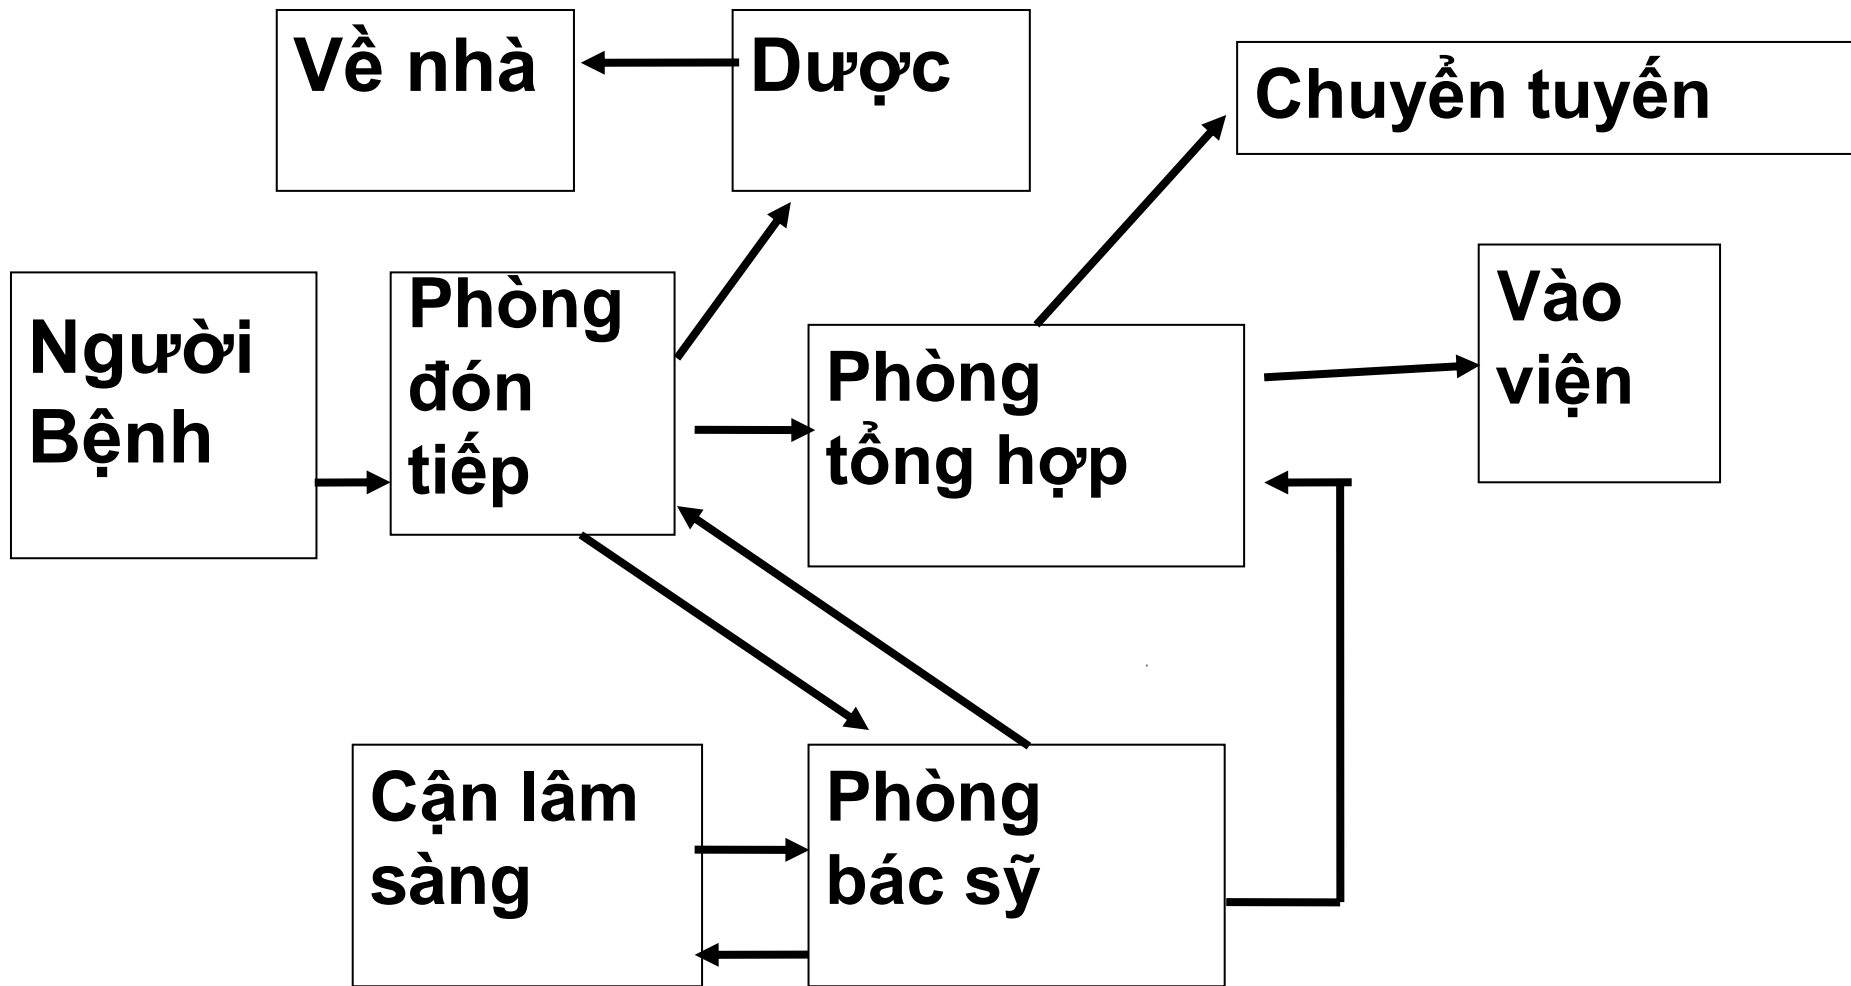 Về nhà
Dược
Chuyển tuyến
Người
Bệnh
Phòng
đón
tiếp
Phòng
tổng hợp
Vào
viện
Cận lâm
sàng
Phòng
bác sỹ